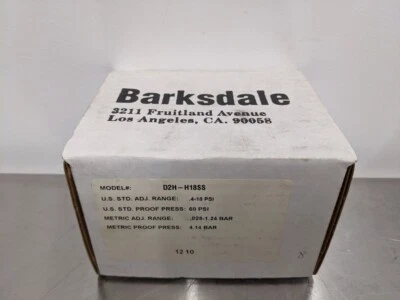 Barksdale
3211 Fruitland Avenue
Los Angeles, CA. 90058
MODEL#: D2H-H18SS
U.S. STD. ADJ. RANGE: .4-18 PSI
U.S. STD. PROOF PRESS: 60 PSI
METRIC ADJ. RANGE: .028-1.24 BAR
METRIC PROOF PRESS: 4.14 BAR
12 10